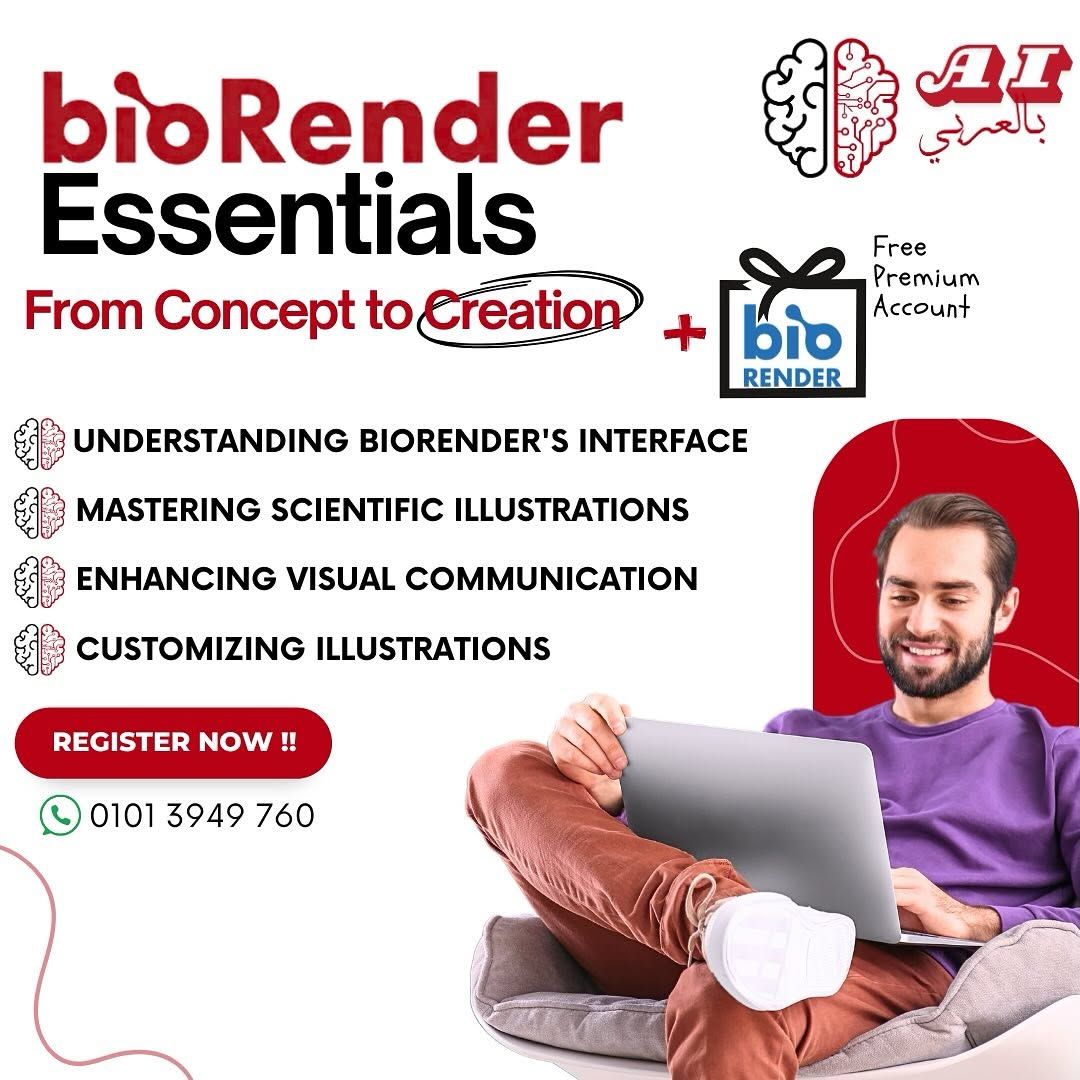 bioRender
Essentials
From Concept to Creation
AI
بالعربي
Free
Premium
Account
+
bio
RENDER
UNDERSTANDING BIORENDER'S INTERFACE
MASTERING SCIENTIFIC ILLUSTRATIONS
ENHANCING VISUAL COMMUNICATION
CUSTOMIZING ILLUSTRATIONS
REGISTER NOW !!
0101 3949 760